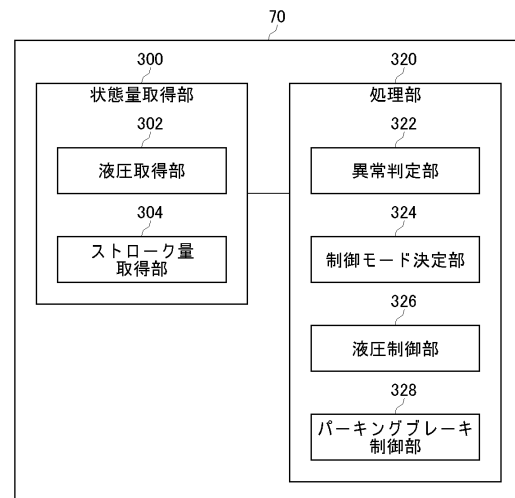 70
300
状態量取得部
302
液圧取得部
304
ストローク量
取得部
320
処理部
322
異常判定部
324
制御モード決定部
326
液圧制御部
328
パーキングブレーキ
制御部